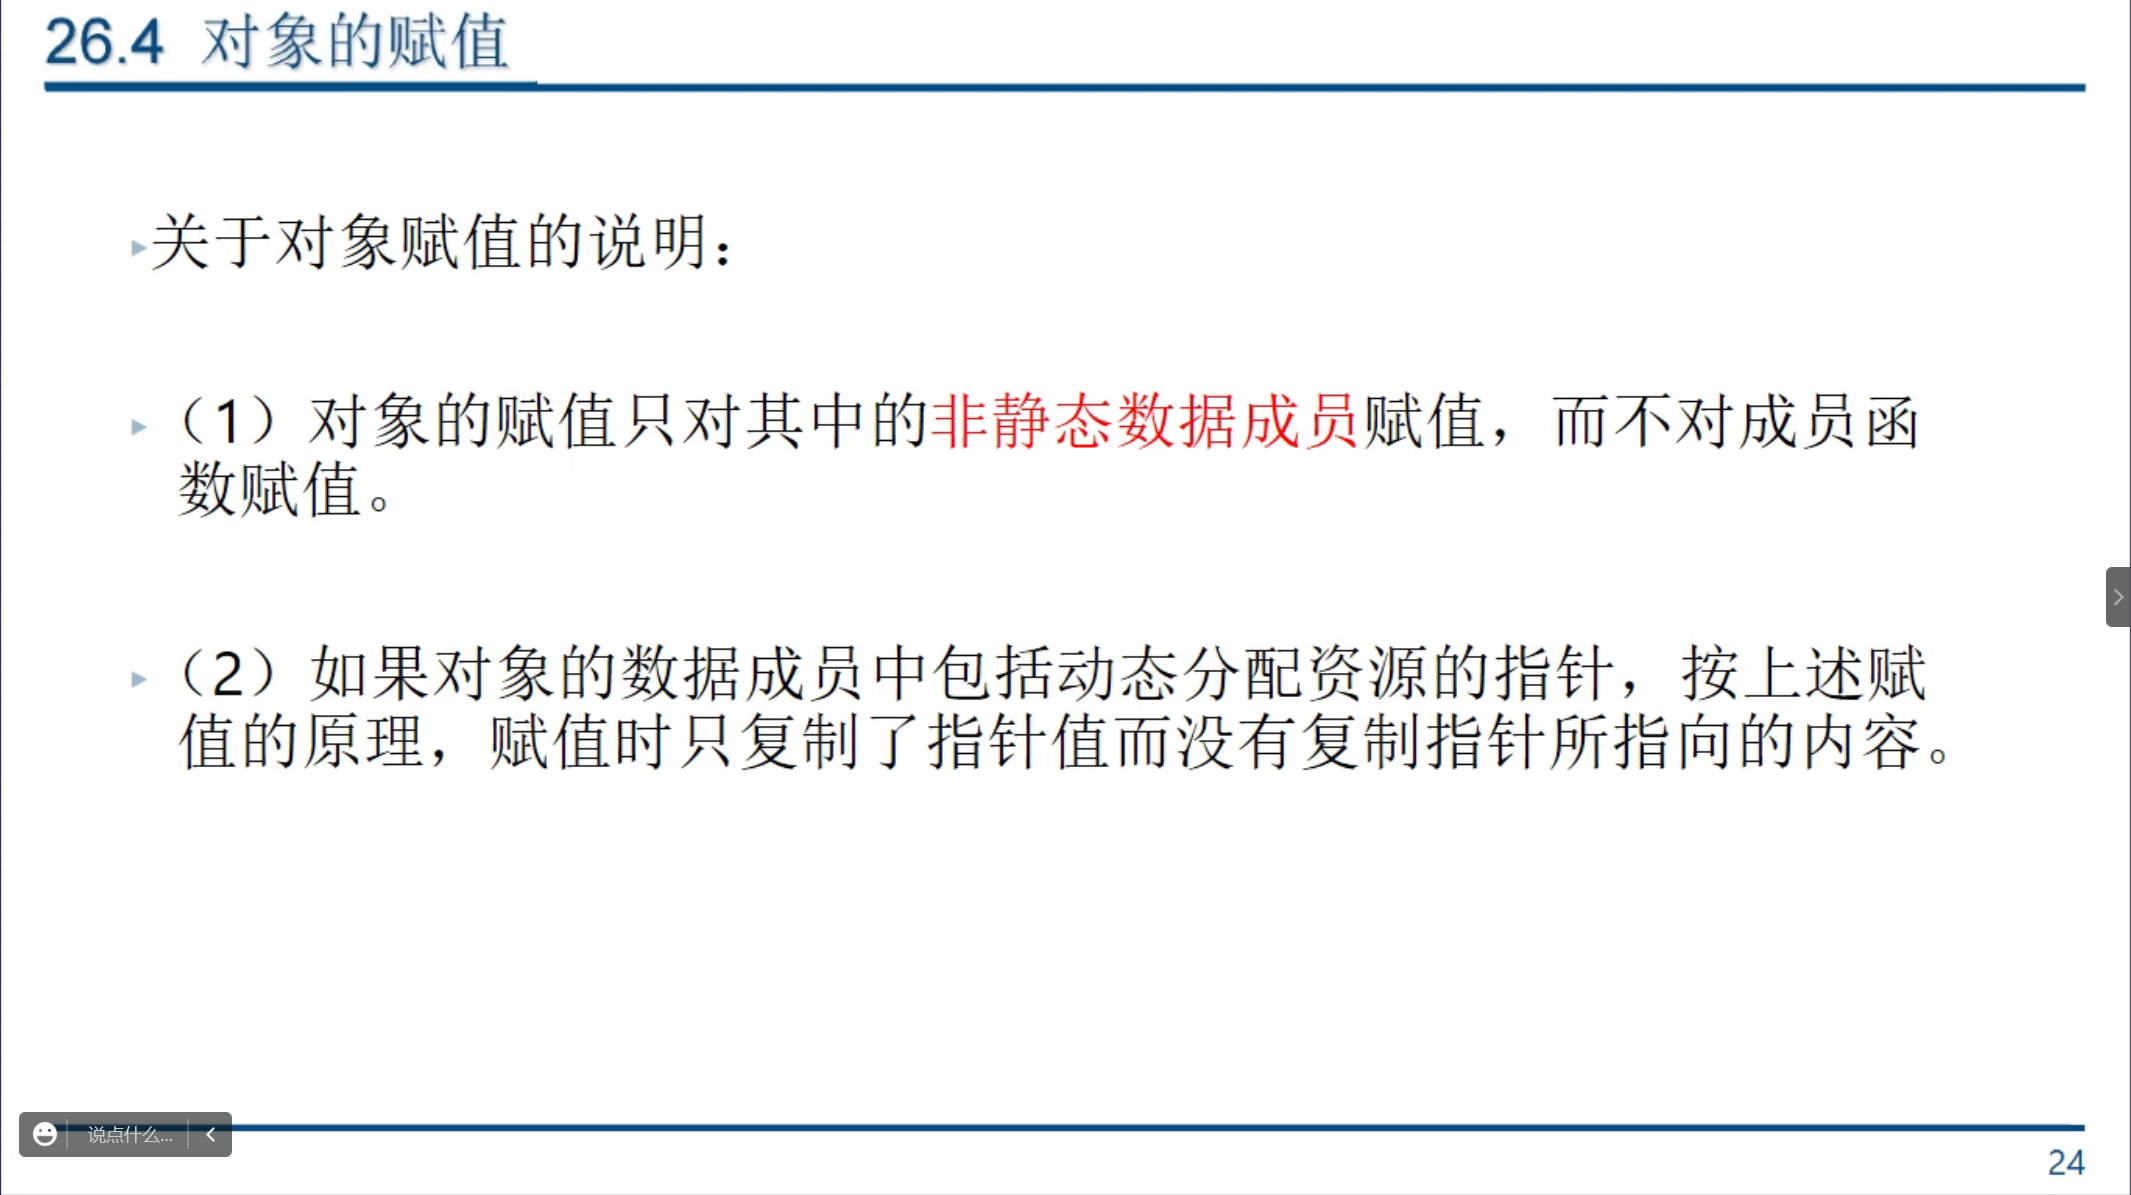 26.4 对象的赋值
关于对象赋值的说明：
（1）对象的赋值只对其中的非静态数据成员赋值，而不对成员函
数赋值。
（2）如果对象的数据成员中包括动态分配资源的指针，按上述赋
值的原理，赋值时只复制了指针值而没有复制指针所指向的内容。
说点什么...
24